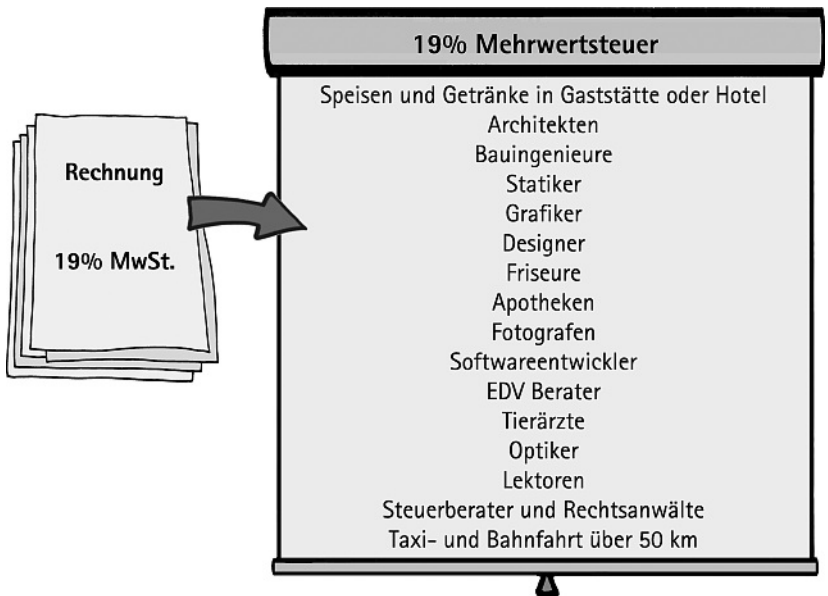 19% Mehrwertsteuer
Speisen und Getränke in Gaststätte oder Hotel
Architekten
Bauingenieure
Statiker
Grafiker
Designer
Friseure
Apotheken
Fotografen
Softwareentwickler
EDV Berater
Tierärzte
Optiker
Lektoren
Steuerberater und Rechtsanwälte
Taxi- und Bahnfahrt über 50 km
Rechnung
19% MwSt.